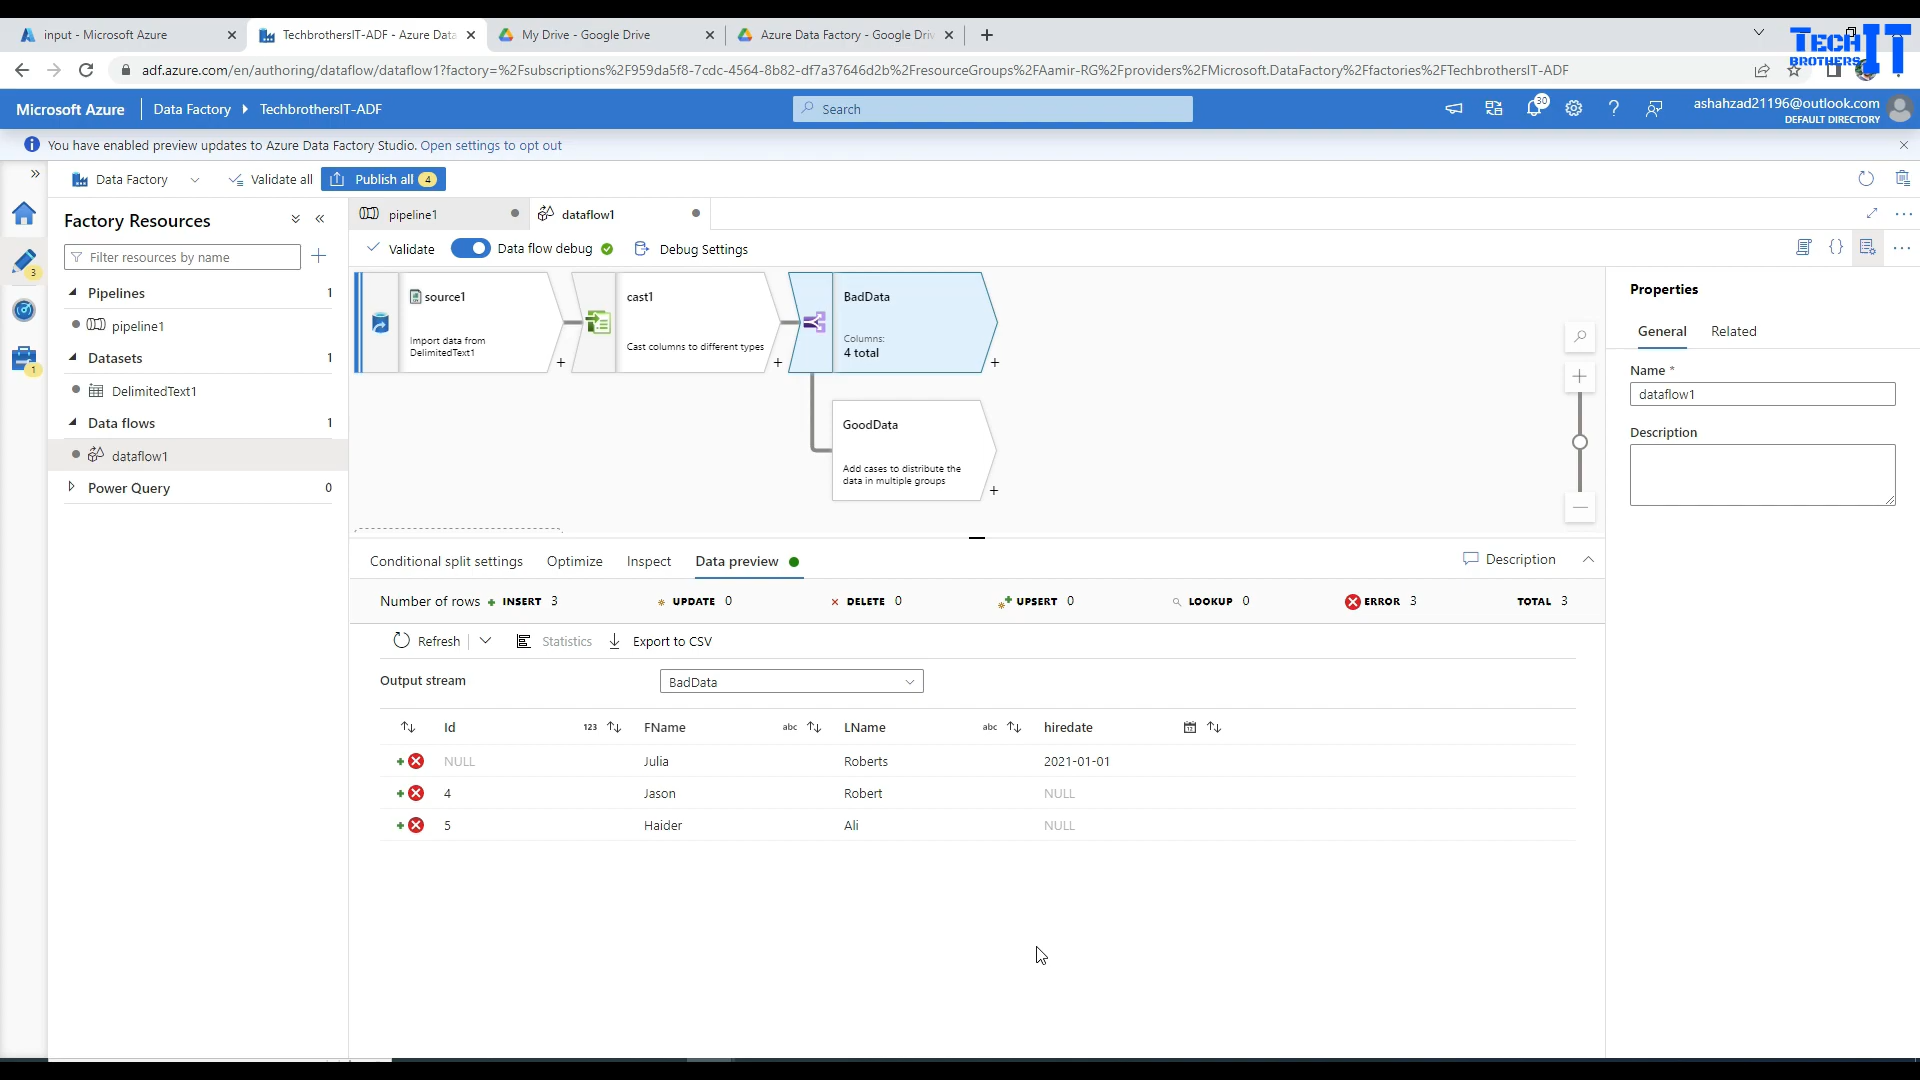 input - Microsoft Azure
TechbrothersIT-ADF - Azure Data
My Drive - Google Drive
Azure Data Factory - Google Driv
TECH BROTHERS IT
adf.azure.com/en/authoring/dataflow/dataflow1?factory=%2Fsubscriptions%2F959da5f8-7cdc-4564-8b82-df7a37646d2b%2FresourceGroups%2FAamir-RG%2Fproviders%2FMicrosoft.DataFactory%2Ffactories%2FTechbrothersIT-ADF
Microsoft Azure
Data Factory
TechbrothersIT-ADF
Search
30
ashahzad21196@outlook.com
DEFAULT DIRECTORY
You have enabled preview updates to Azure Data Factory Studio. Open settings to opt out
Data Factory
Validate all
Publish all 4
Factory Resources
Filter resources by name
3
1
Pipelines 1
pipeline1
Datasets 1
DelimitedText1
Data flows 1
dataflow1
Power Query 0
pipeline1
dataflow1
Validate
Data flow debug
Debug Settings
source1
Import data from
DelimitedText1
cast1
Cast columns to different types
BadData
Columns:
4 total
GoodData
Add cases to distribute the
data in multiple groups
Properties
General
Related
Name *
dataflow1
Description
Conditional split settings
Optimize
Inspect
Data preview
Description
Number of rows
INSERT 3
UPDATE 0
DELETE 0
UPSERT 0
LOOKUP 0
ERROR 3
TOTAL 3
Refresh
Statistics
Export to CSV
Output stream
BadData
Id 123 FName abc LName abc hiredate
NULL Julia Roberts 2021-01-01
4 Jason Robert NULL
5 Haider Ali NULL